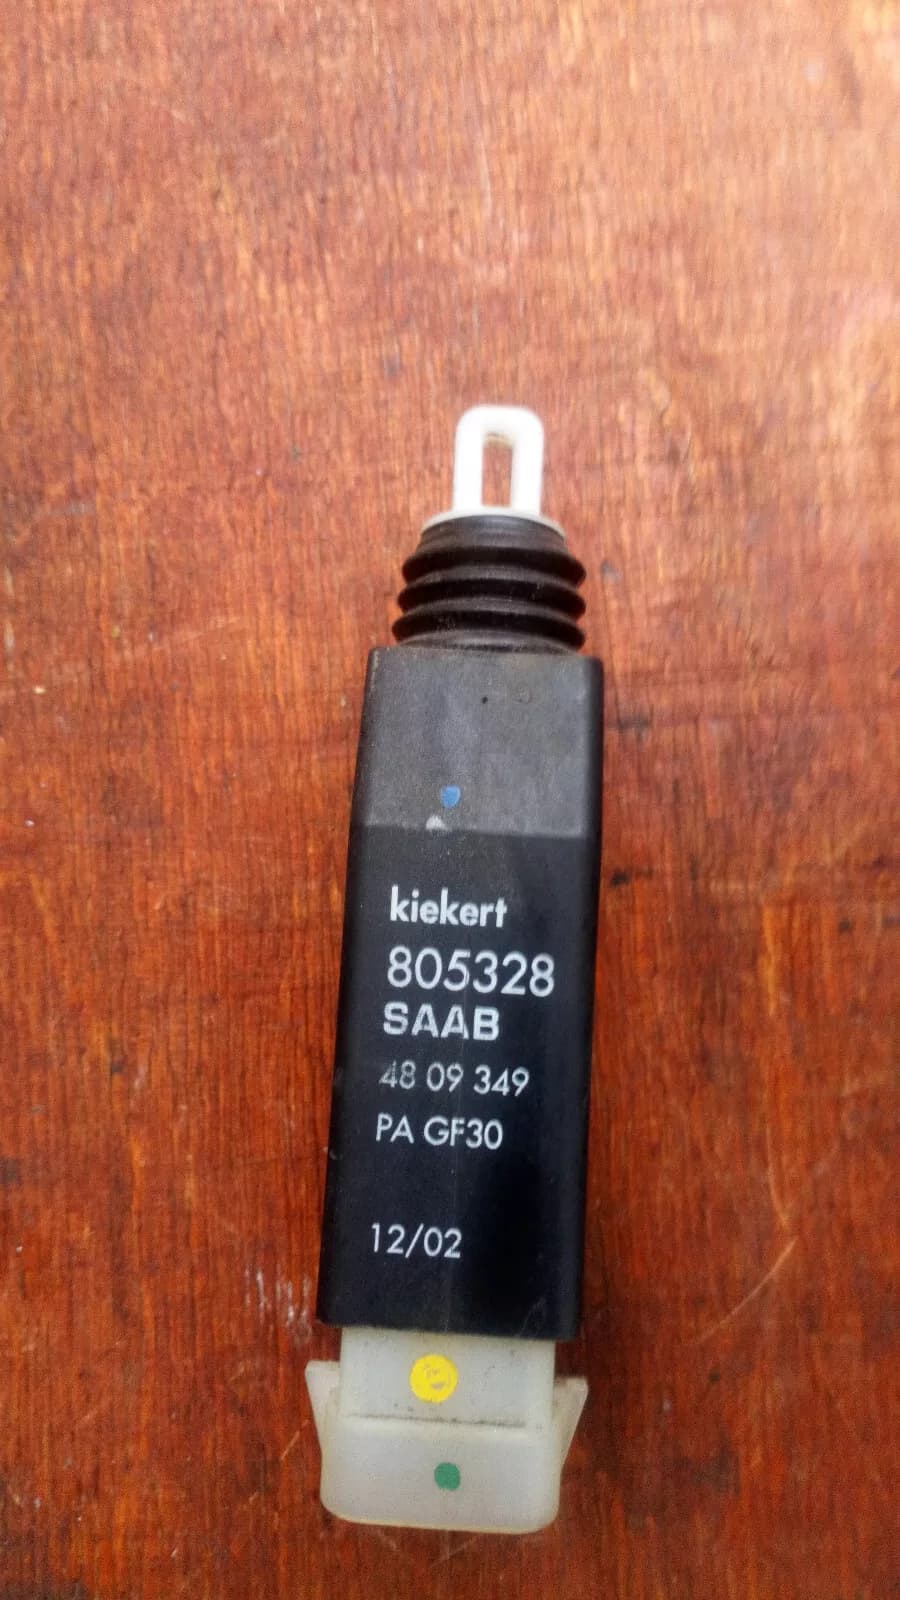 kiekert
805328
SAAB
48 09 349
PA GF30
12/02